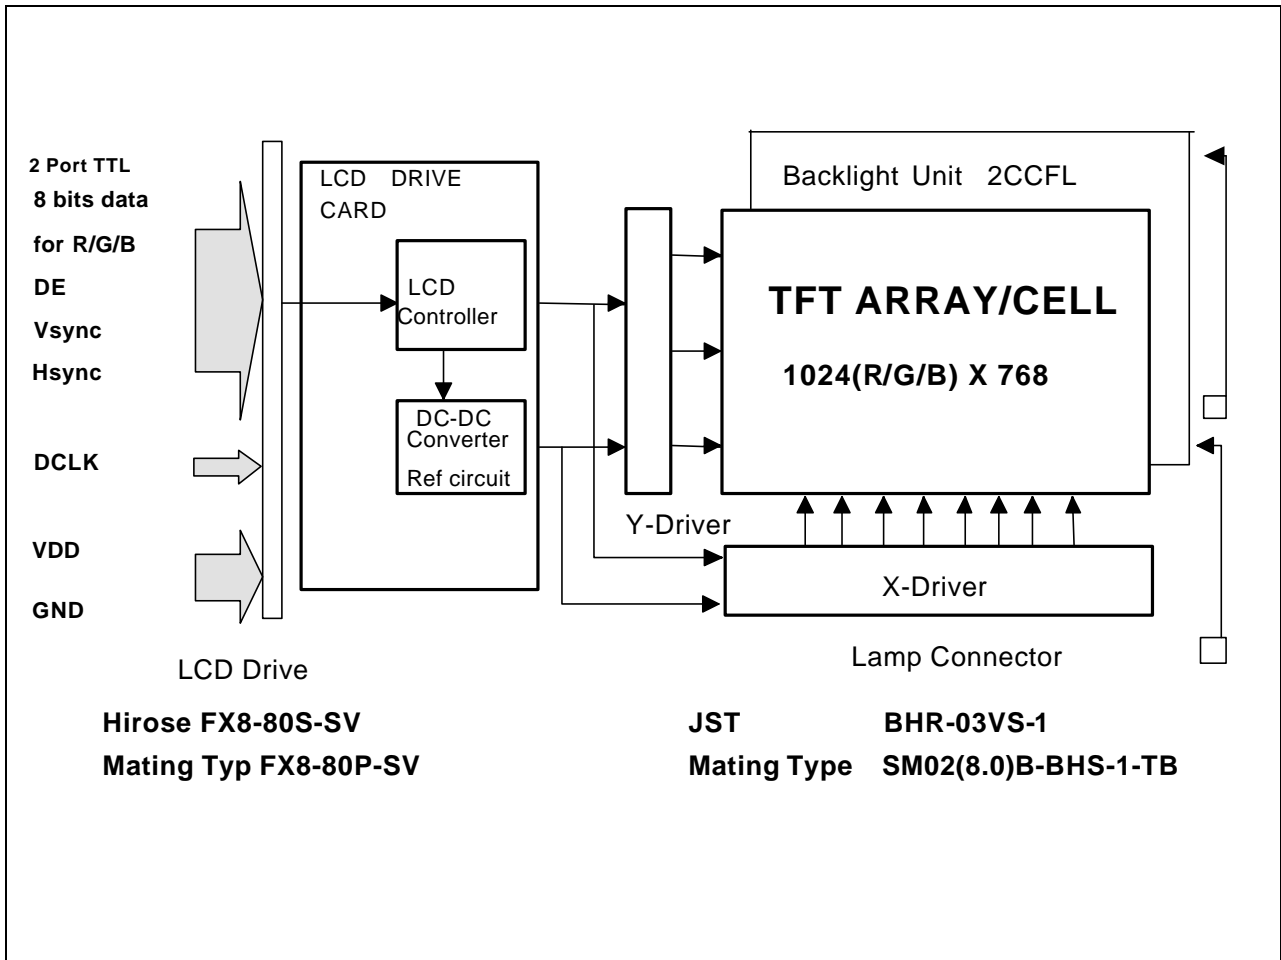 2 Port TTL
8 bits data
for R/G/B
DE
Vsync
Hsync
DCLK
VDD
GND
LCD DRIVE
CARD
LCD
Controller
DC-DC
Converter
Ref circuit
Y-Driver
Backlight Unit 2CCFL
TFT ARRAY/CELL
1024(R/G/B) X 768
X-Driver
LCD Drive
Lamp Connector
Hirose FX8-80S-SV
Mating Typ FX8-80P-SV
JST BHR-03VS-1
Mating Type SM02(8.0)B-BHS-1-TB